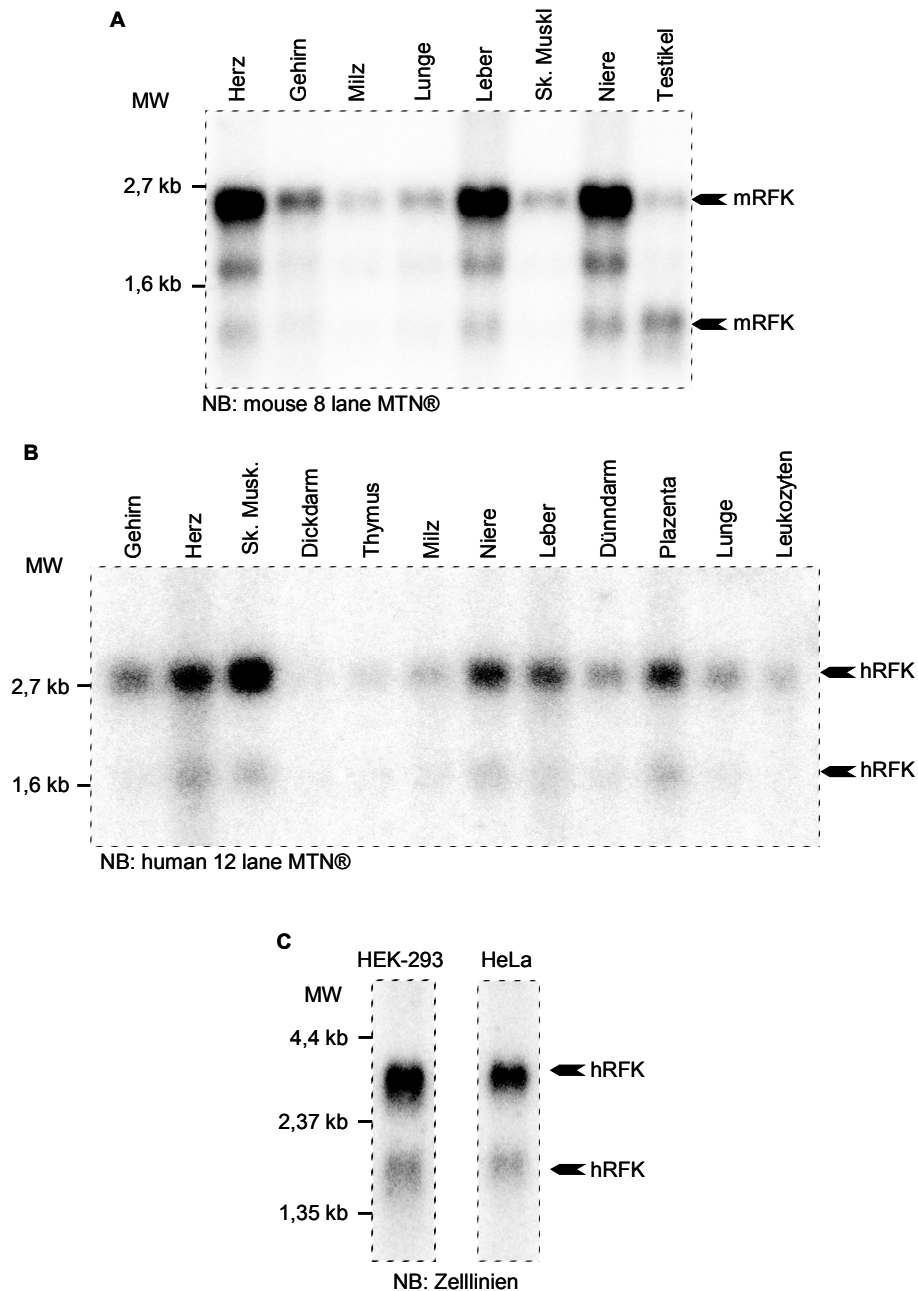 A
Herz
Gehirn
Milz
Lunge
Leber
Sk. Muskl
Niere
Testikel
MW
2,7 kb
mRFK
1,6 kb
mRFK
NB: mouse 8 lane MTN®
B
Gehirn
Herz
Sk. Musk.
Dickdarm
Thymus
Milz
Niere
Leber
Dünndarm
Plazenta
Lunge
Leukozyten
MW
hRFK
2,7 kb
hRFK
1,6 kb
NB: human 12 lane MTN®
C
HEK-293
HeLa
MW
4,4 kb
hRFK
2,37 kb
hRFK
1,35 kb
NB: Zelllinien